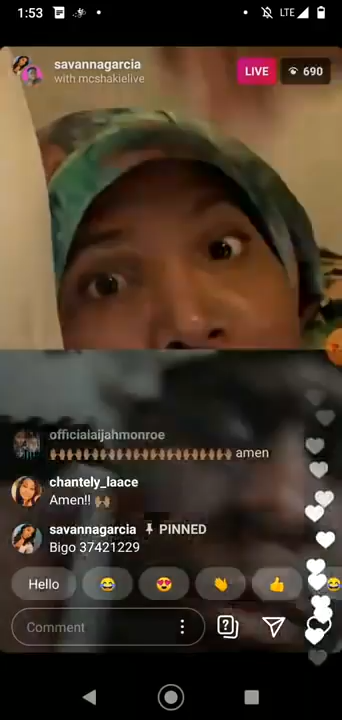 1:53
LTE
savannagarcia
with mcshakielive
LIVE
690
officialaijahmonroe
🙌🏽🙌🏽🙌🏽🙌🏽🙌🏽🙌🏽🙌🏽🙌🏽🙌🏽🙌🏽🙌🏽🙌🏽🙌🏽🙌🏽🙌🏽 amen
chantely_laace
Amen!! 🙌🏽
savannagarcia PINNED
Bigo 37421229
Hello 😂 😍 👏 👍 😂
Comment